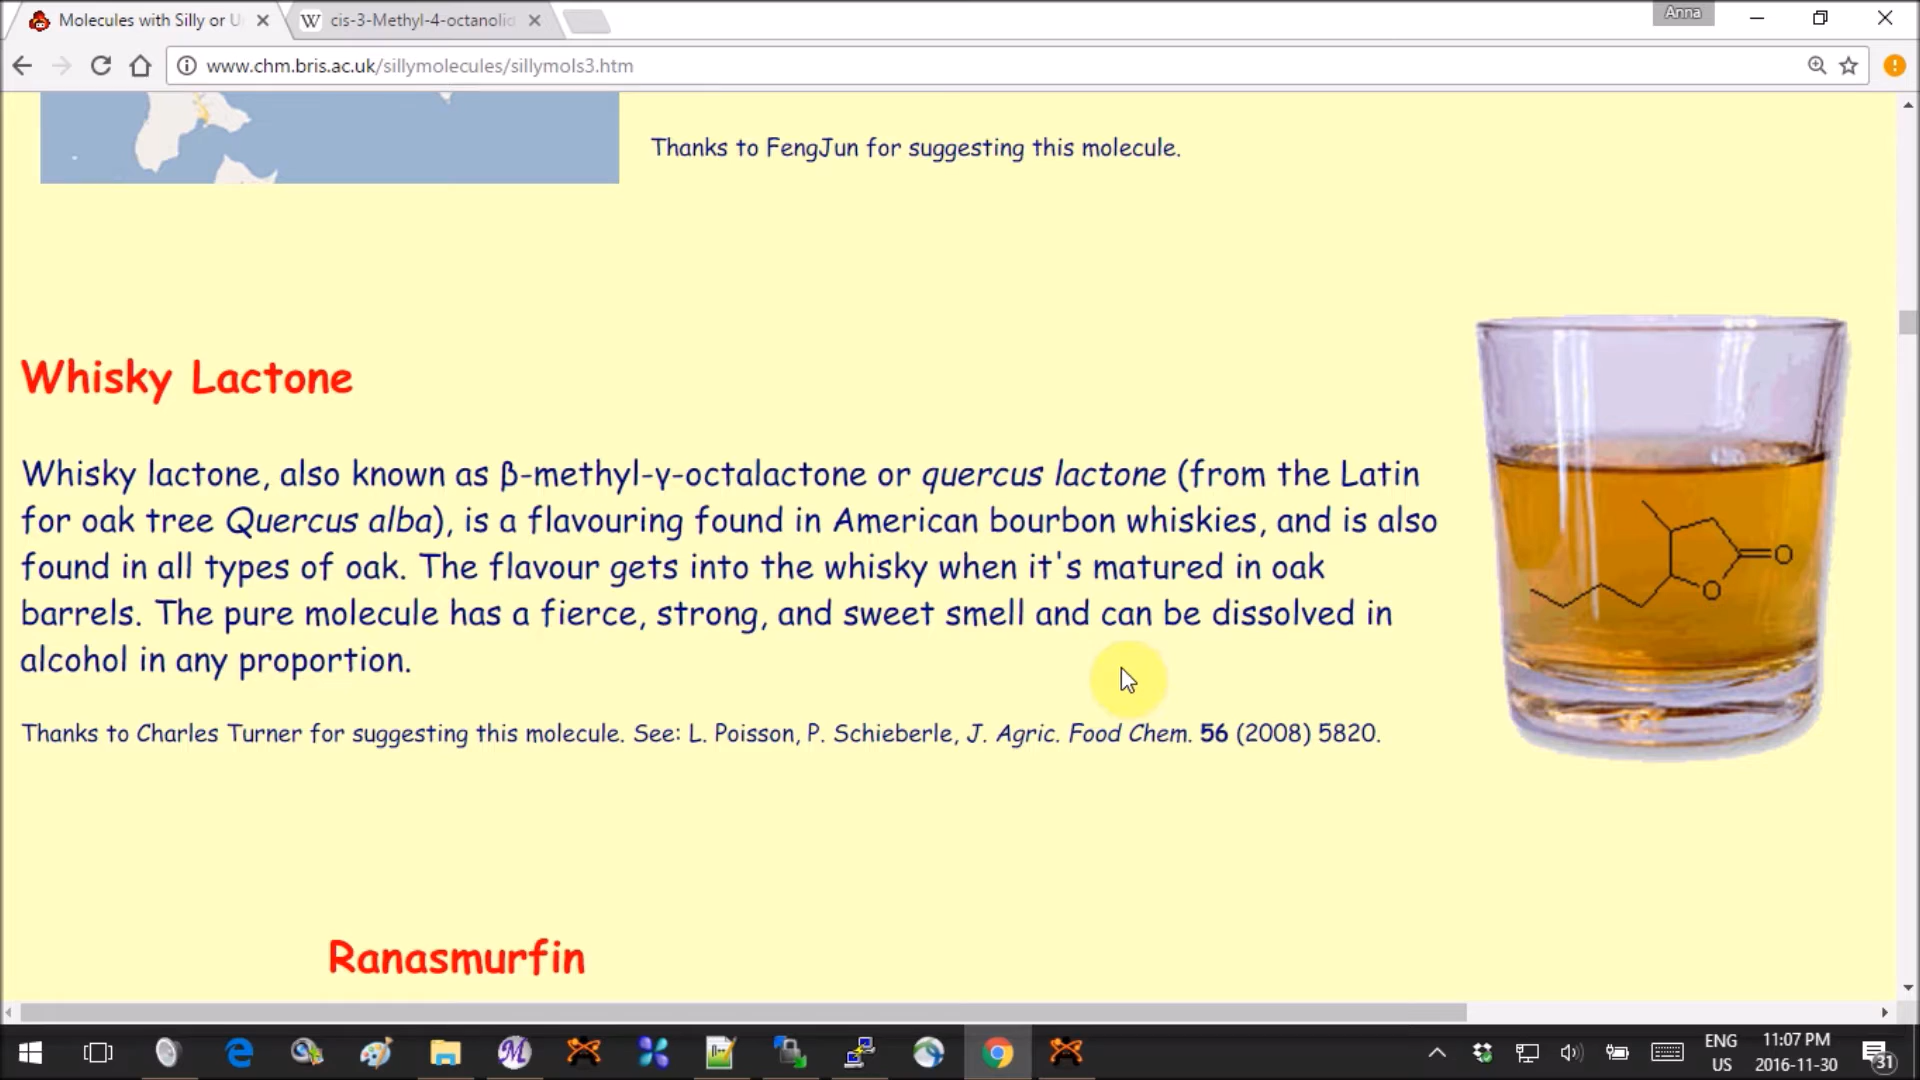 Molecules with Silly or U
cis-3-Methyl-4-octanolid
Anna
www.chm.bris.ac.uk/sillymolecules/sillymols3.htm
Thanks to FengJun for suggesting this molecule.
Whisky Lactone
Whisky lactone, also known as β-methyl-γ-octalactone or quercus lactone (from the Latin
for oak tree Quercus alba), is a flavouring found in American bourbon whiskies, and is also
found in all types of oak. The flavour gets into the whisky when it's matured in oak
barrels. The pure molecule has a fierce, strong, and sweet smell and can be dissolved in
alcohol in any proportion.
O
O
Thanks to Charles Turner for suggesting this molecule. See: L. Poisson, P. Schieberle, J. Agric. Food Chem. 56 (2008) 5820.
Ranasmurfin
ENG
US
11:07 PM
2016-11-30
31